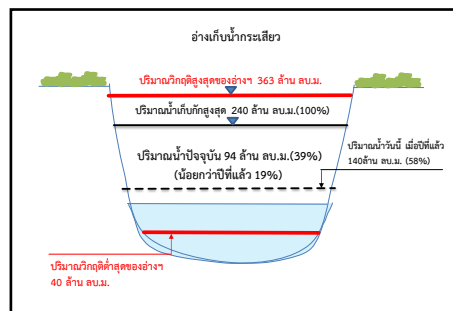 อ่างเก็บน้ำกระเสียว
ปริมาณวิกฤติสูงสุดของอ่างฯ 363 ล้าน ลบ.ม.
ปริมาณน้ำเก็บกักสูงสุด 240 ล้าน ลบ.ม.(100%)
ปริมาณน้ำวันนี้ เมื่อปีที่แล้ว
140ล้าน ลบ.ม. (58%)
ปริมาณน้ำปัจจุบัน 94 ล้าน ลบ.ม.(39%)
(น้อยกว่าปีที่แล้ว 19%)
ปริมาณวิกฤติต่ำสุดของอ่างฯ
40 ล้าน ลบ.ม.